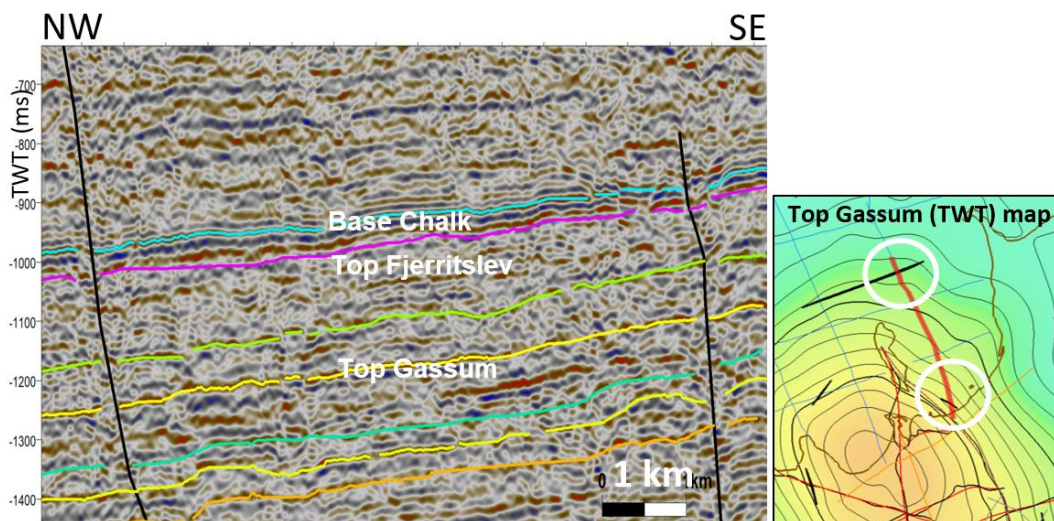 NW
SE
TWT (ms)
-700
-800
-900
-1000
-1100
-1200
-1300
-1400
Base Chalk
Top Fjerritslev
Top Gassum
0 1 km km
Top Gassum (TWT) map